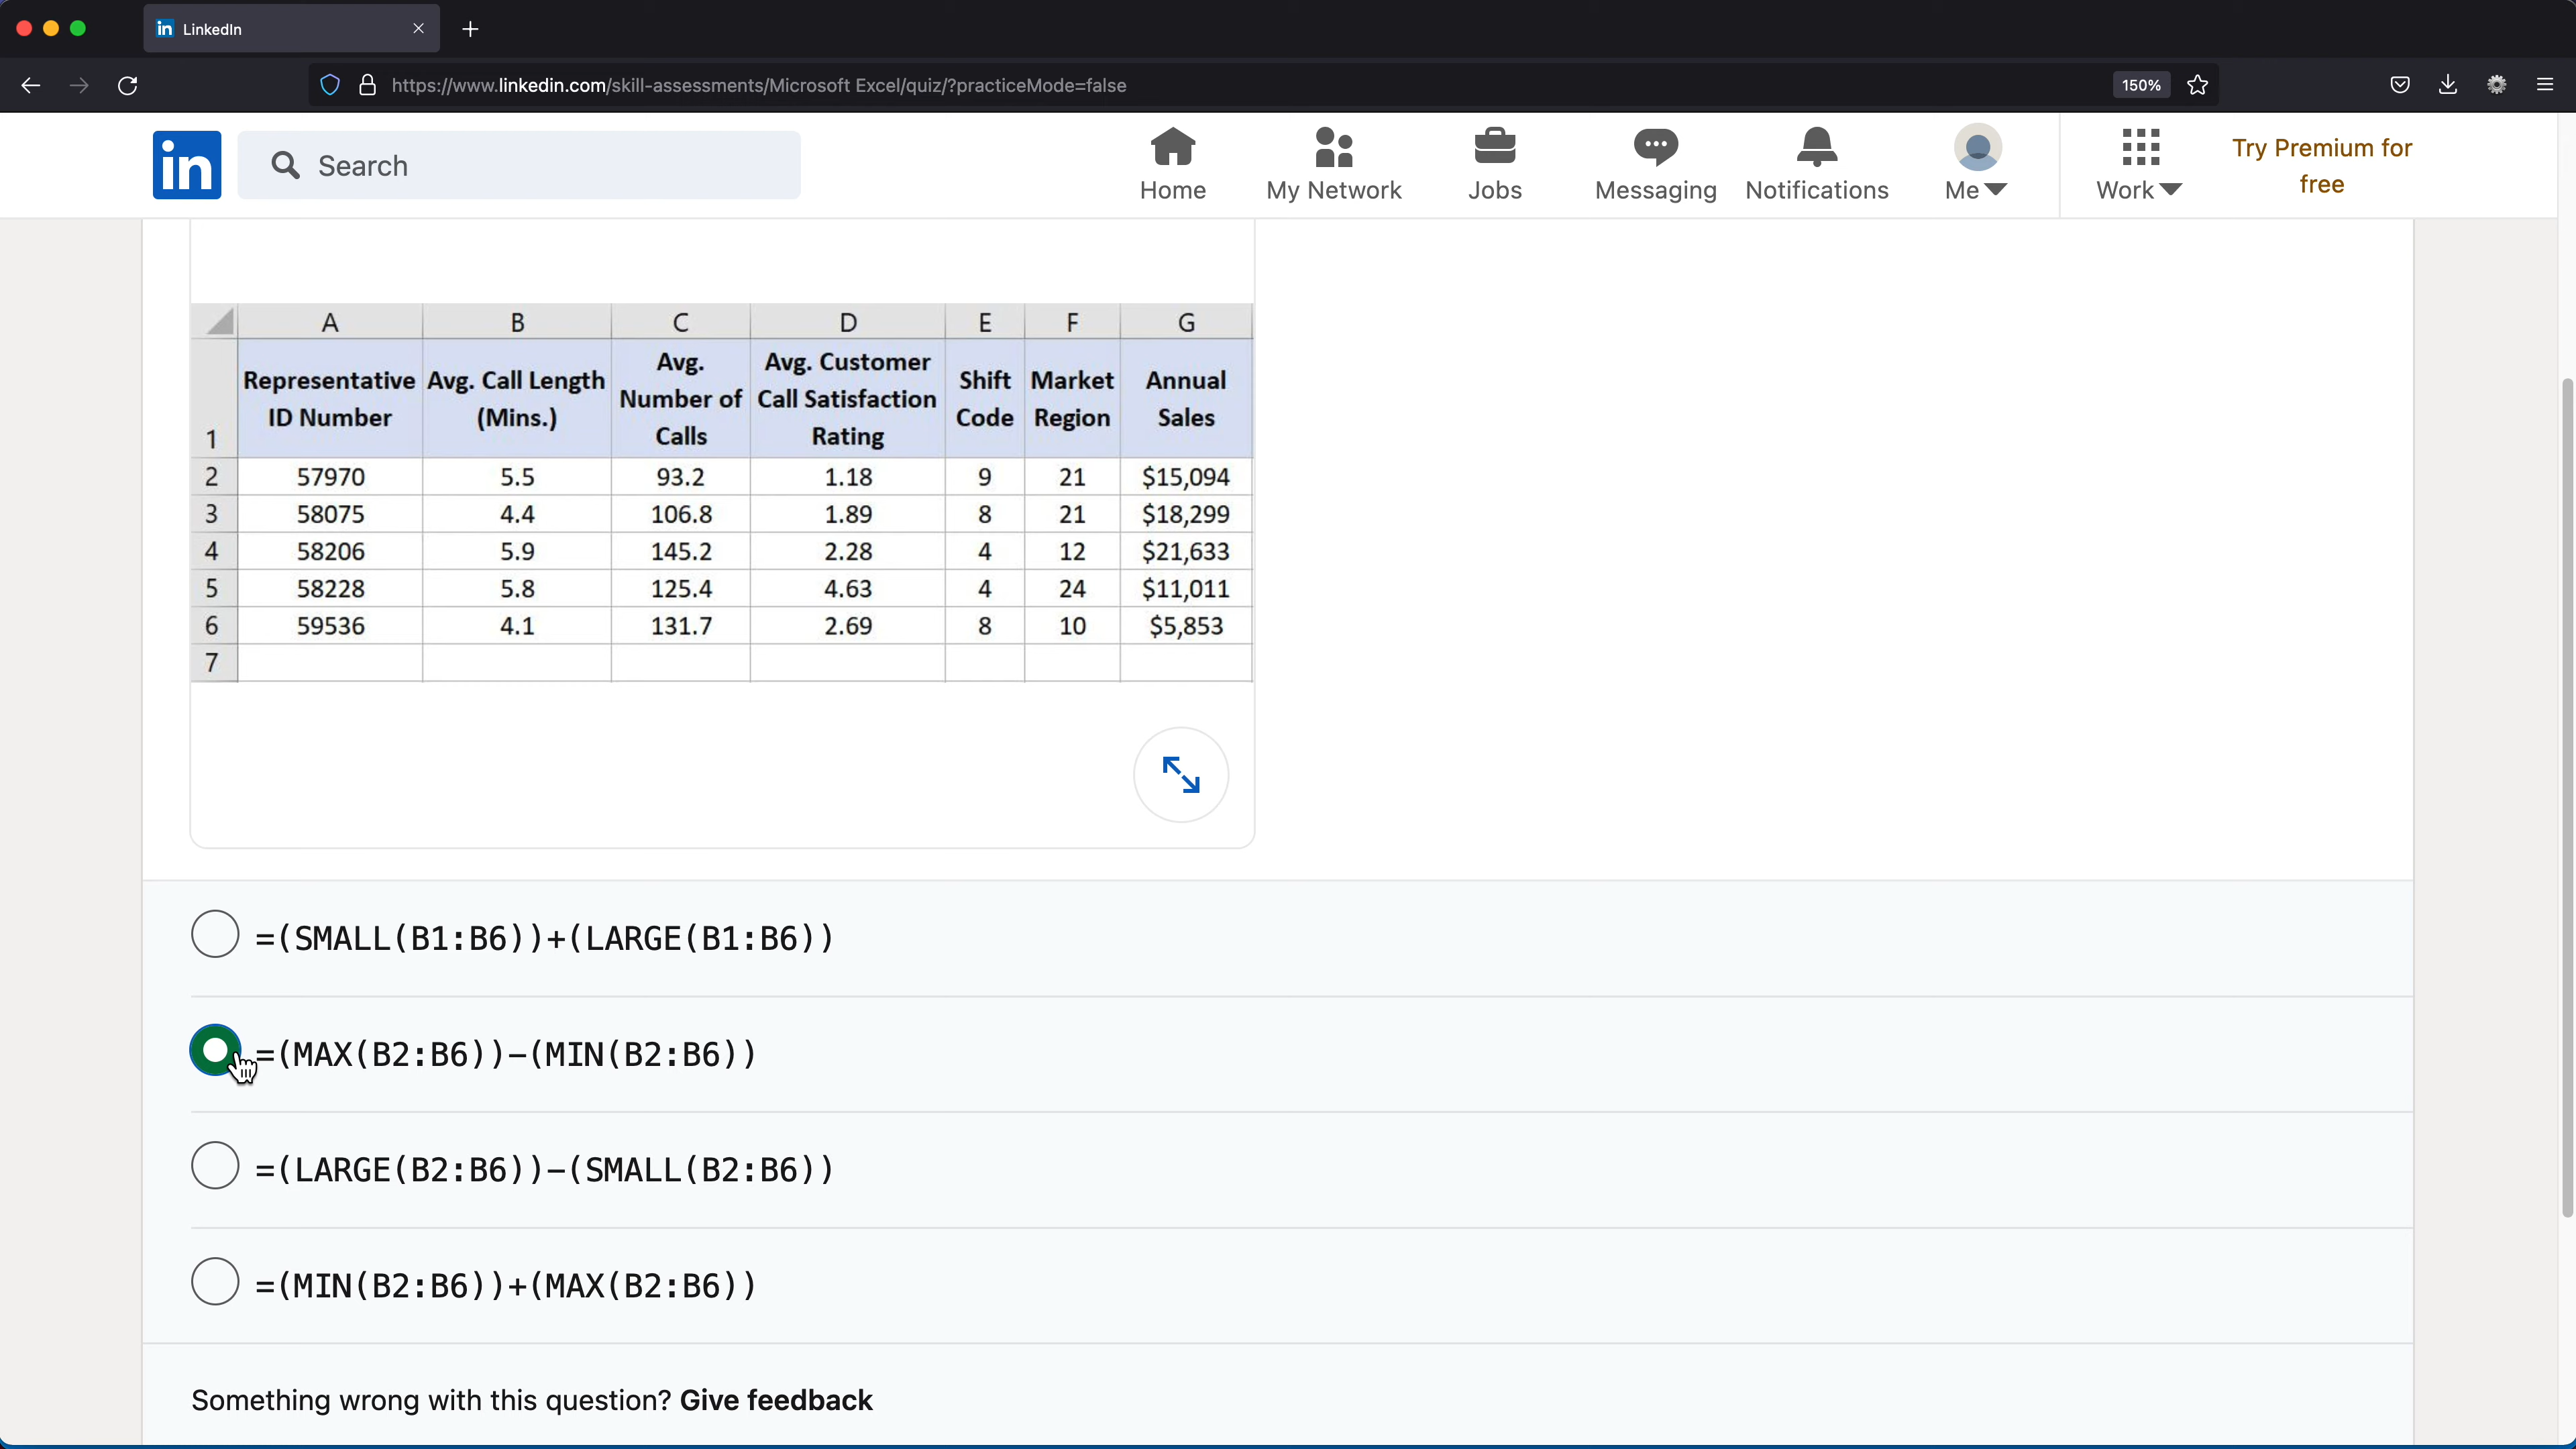 in LinkedIn
https://www.linkedin.com/skill-assessments/Microsoft Excel/quiz/?practiceMode=false
150%
in
Search
Home
My Network
Jobs
Messaging
Notifications
Me
Work
Try Premium for
free
A B C D E F G
1 Representative ID Number Avg. Call Length (Mins.) Avg. Number of Calls Avg. Customer Call Satisfaction Rating Shift Code Market Region Annual Sales
2 57970 5.5 93.2 1.18 9 21 $15,094
3 58075 4.4 106.8 1.89 8 21 $18,299
4 58206 5.9 145.2 2.28 4 12 $21,633
5 58228 5.8 125.4 4.63 4 24 $11,011
6 59536 4.1 131.7 2.69 8 10 $5,853
7
=(SMALL(B1:B6))+(LARGE(B1:B6))
=(MAX(B2:B6))-(MIN(B2:B6))
=(LARGE(B2:B6))-(SMALL(B2:B6))
=(MIN(B2:B6))+(MAX(B2:B6))
Something wrong with this question? Give feedback